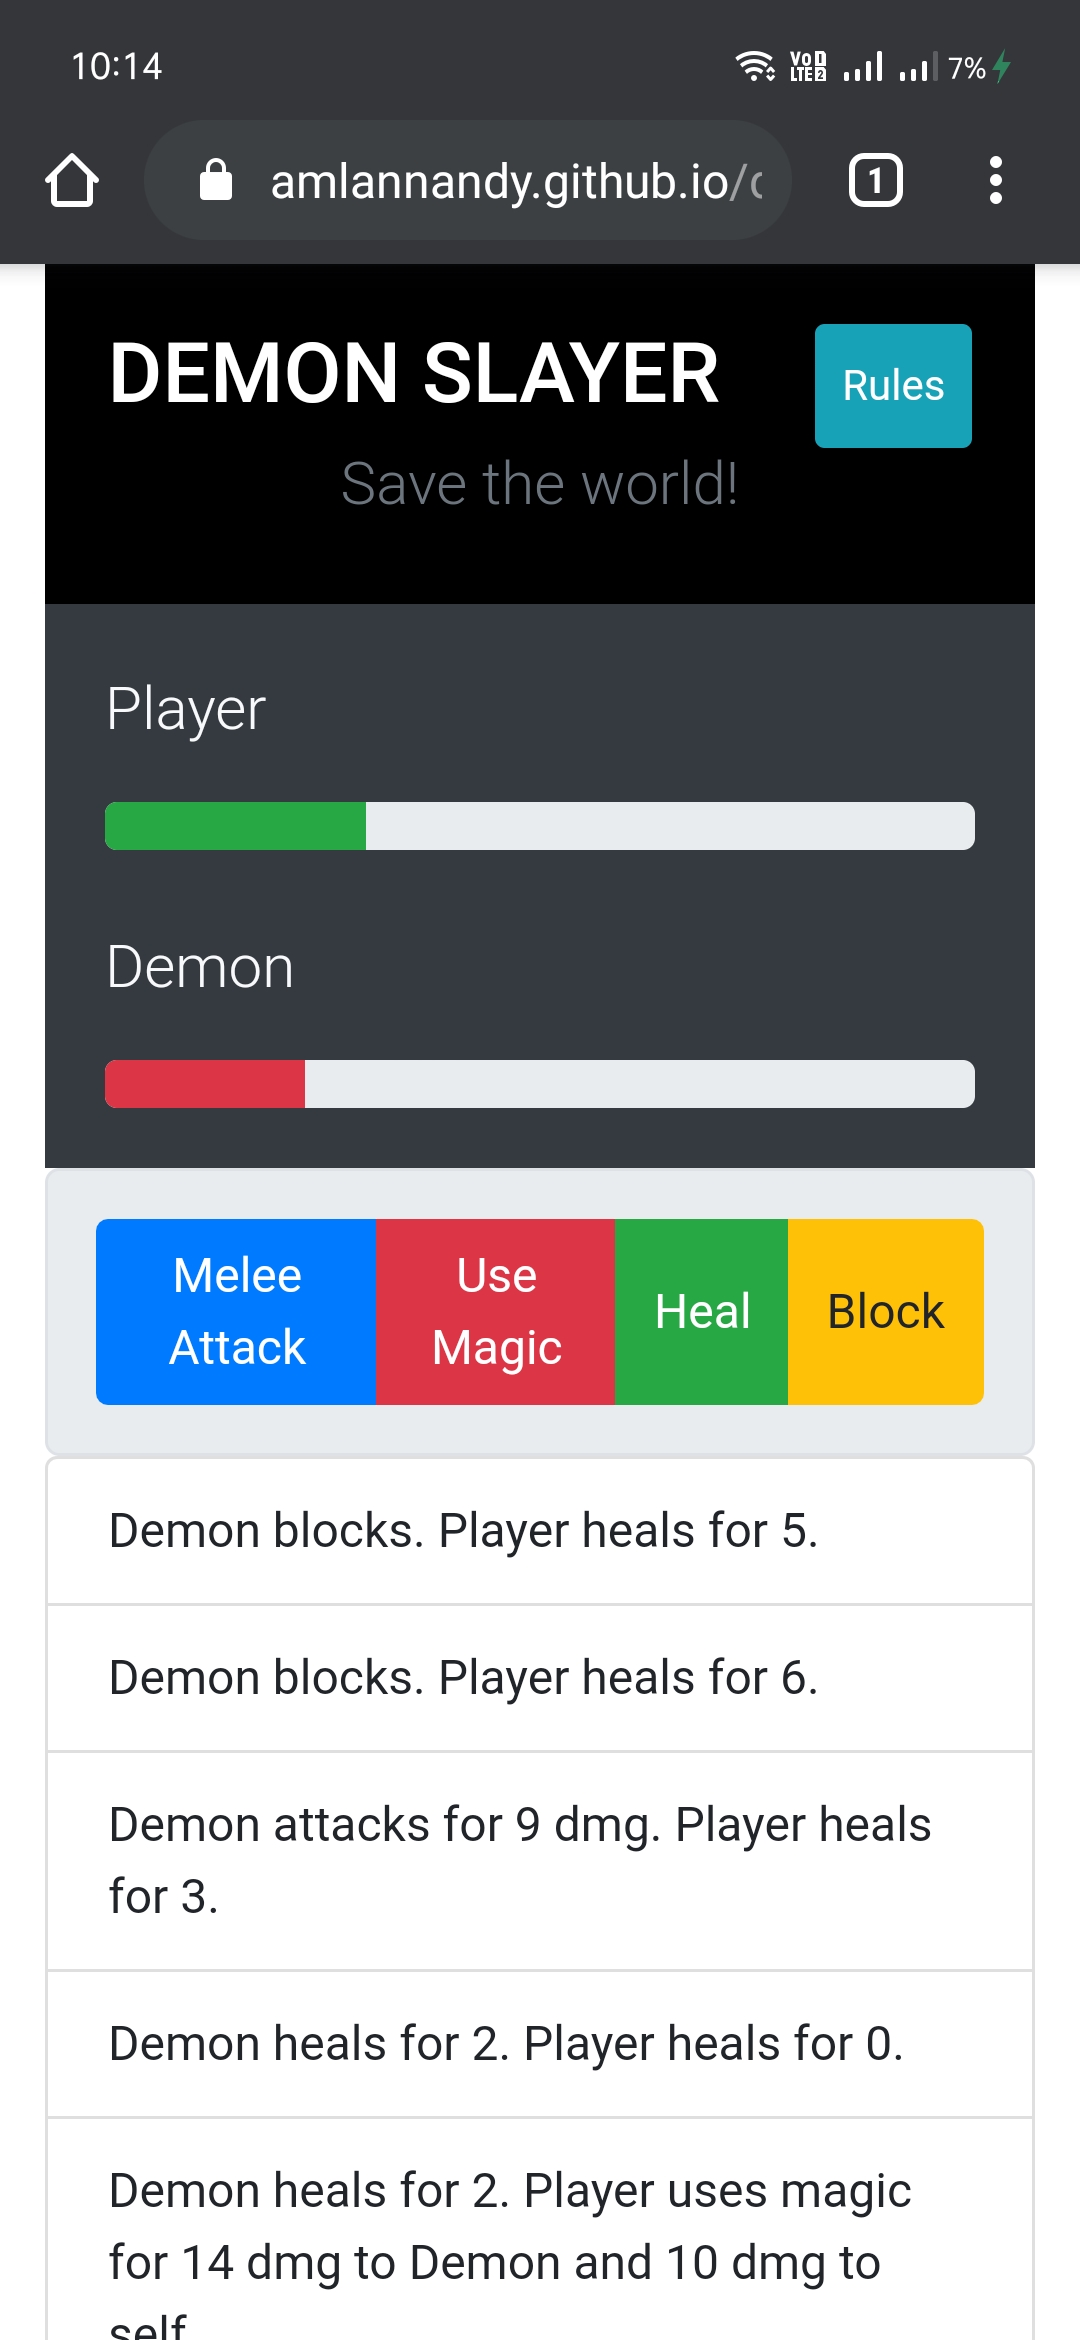 10:14
VoD LTE2 7%
amlannandy.github.io/
1
DEMON SLAYER
Rules
Save the world!
Player
Demon
Melee Attack
Use Magic
Heal
Block
Demon blocks. Player heals for 5.
Demon blocks. Player heals for 6.
Demon attacks for 9 dmg. Player heals
for 3.
Demon heals for 2. Player heals for 0.
Demon heals for 2. Player uses magic
for 14 dmg to Demon and 10 dmg to
self